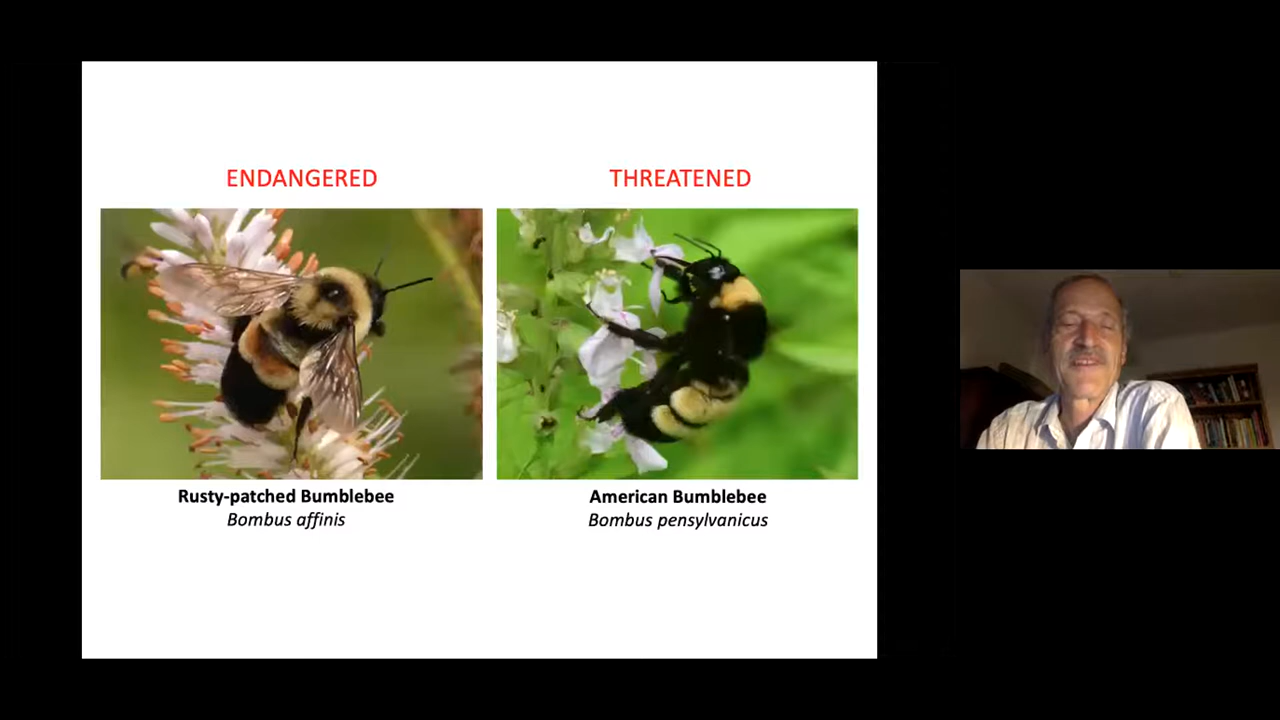 ENDANGERED
THREATENED
Rusty-patched Bumblebee
Bombus affinis
American Bumblebee
Bombus pensylvanicus